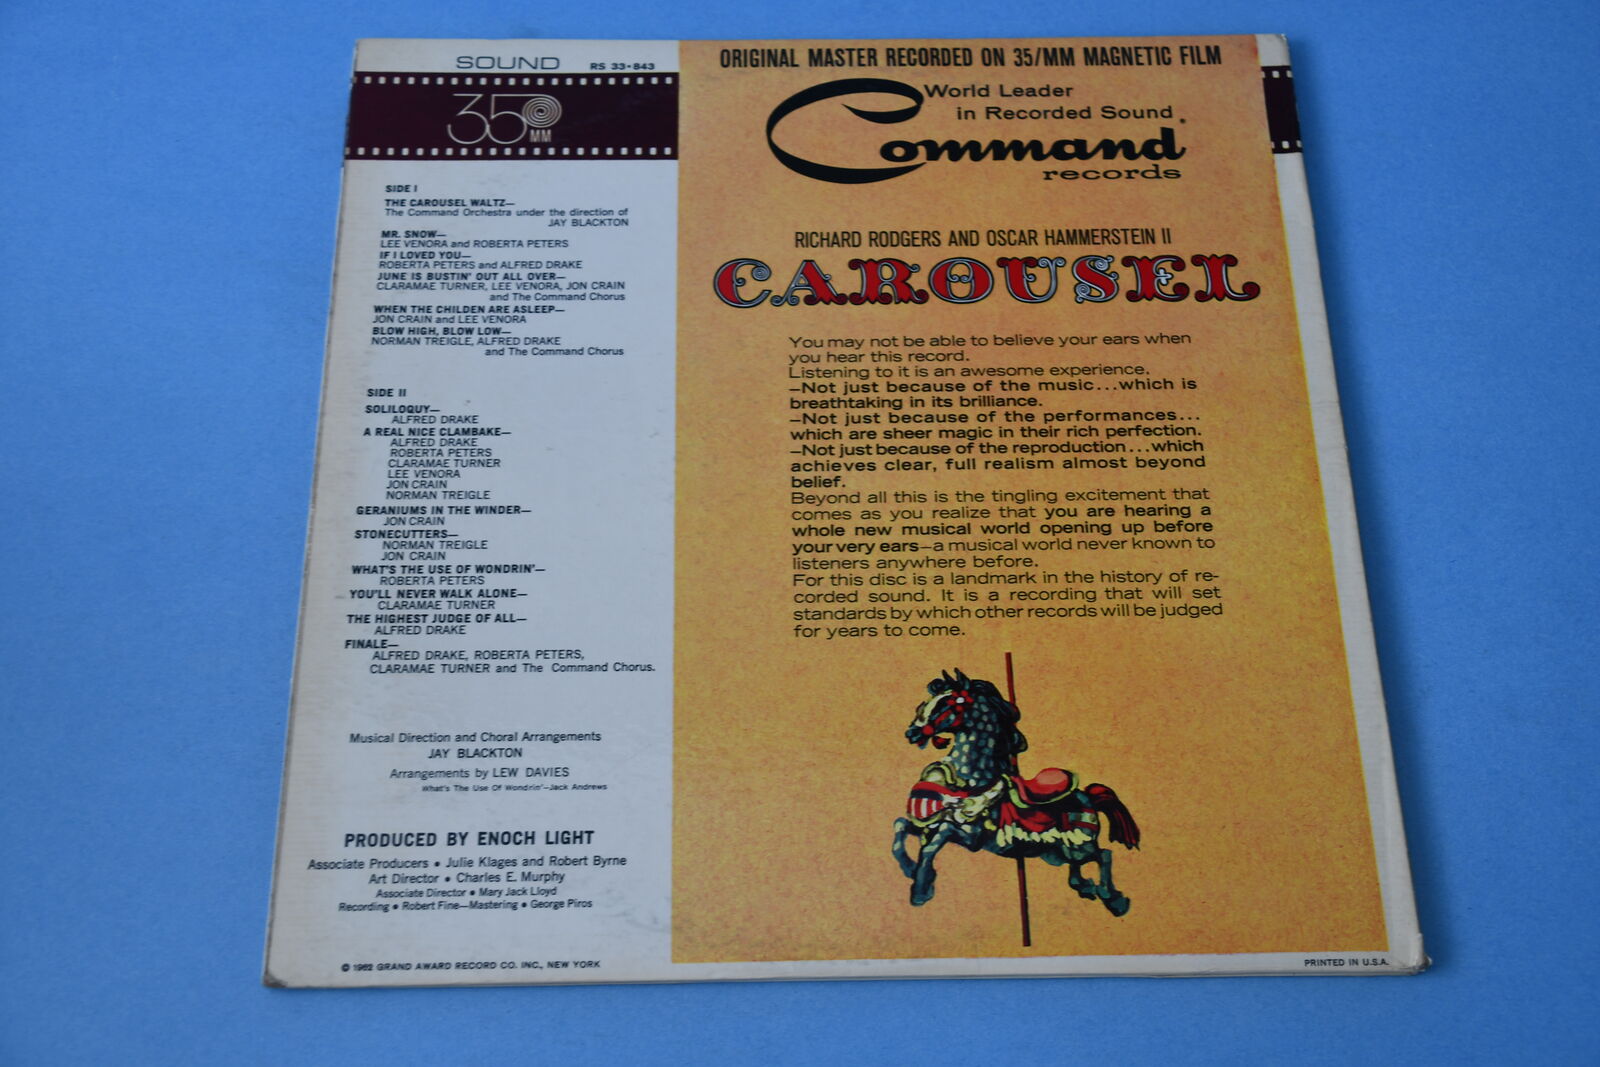 SOUND RS 33-843
35 MM
SIDE I
THE CAROUSEL WALTZ—
The Command Orchestra under the direction of
JAY BLACKTON
MR. SNOW—
LEE VENORA and ROBERTA PETERS
IF I LOVED YOU—
ROBERTA PETERS and ALFRED DRAKE
JUNE IS BUSTIN' OUT ALL OVER—
CLARAMAE TURNER, LEE VENORA, JON CRAIN
and The Command Chorus
WHEN THE CHILDEN ARE ASLEEP—
JON CRAIN and LEE VENORA
BLOW HIGH, BLOW LOW—
NORMAN TREIGLE, ALFRED DRAKE
and The Command Chorus
SIDE II
SOLILOQUY—
ALFRED DRAKE
A REAL NICE CLAMBAKE—
ALFRED DRAKE
ROBERTA PETERS
CLARAMAE TURNER
LEE VENORA
JON CRAIN
NORMAN TREIGLE
GERANIUMS IN THE WINDER—
JON CRAIN
STONECUTTERS—
NORMAN TREIGLE
JON CRAIN
WHAT'S THE USE OF WONDRIN'—
ROBERTA PETERS
YOU'LL NEVER WALK ALONE—
CLARAMAE TURNER
THE HIGHEST JUDGE OF ALL—
ALFRED DRAKE
FINALE—
ALFRED DRAKE, ROBERTA PETERS,
CLARAMAE TURNER and The Command Chorus.
Musical Direction and Choral Arrangements
JAY BLACKTON
Arrangements by LEW DAVIES
What's The Use Of Wondrin'—Jack Andrews
PRODUCED BY ENOCH LIGHT
Associate Producers • Julie Klages and Robert Byrne
Art Director • Charles E. Murphy
Associate Director • Mary Jack Lloyd
Recording • Robert Fine—Mastering • George Piros
© 1962 GRAND AWARD RECORD CO. INC., NEW YORK
ORIGINAL MASTER RECORDED ON 35/MM MAGNETIC FILM
World Leader
in Recorded Sound
Command
records
RICHARD RODGERS AND OSCAR HAMMERSTEIN II
CAROUSEL
You may not be able to believe your ears when
you hear this record.
Listening to it is an awesome experience.
—Not just because of the music...which is
breathtaking in its brilliance.
—Not just because of the performances...
which are sheer magic in their rich perfection.
—Not just because of the reproduction...which
achieves clear, full realism almost beyond
belief.
Beyond all this is the tingling excitement that
comes as you realize that you are hearing a
whole new musical world opening up before
your very ears—a musical world never known to
listeners anywhere before.
For this disc is a landmark in the history of re-
corded sound. It is a recording that will set
standards by which other records will be judged
for years to come.
PRINTED IN U.S.A.